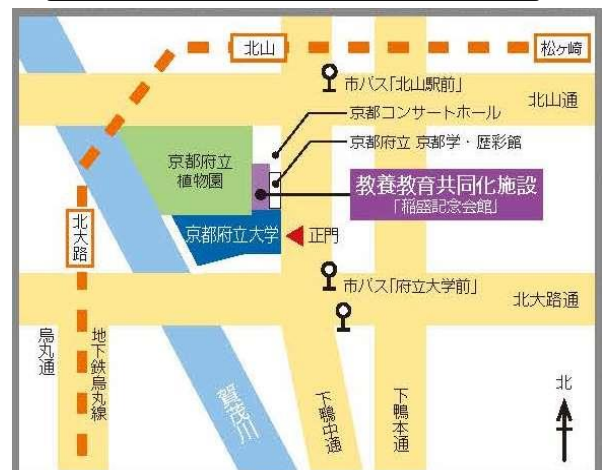 北山
松ヶ崎
市バス「北山駅前」
北山通
京都コンサートホール
京都府立 京都学・歴彩館
京都府立
植物園
教養教育共同化施設
「稲盛記念会館」
北大路
京都府立大学
正門
市バス「府立大学前」
北大路通
烏丸通
地下鉄烏丸線
賀茂川
下鴨中通
下鴨本通
北